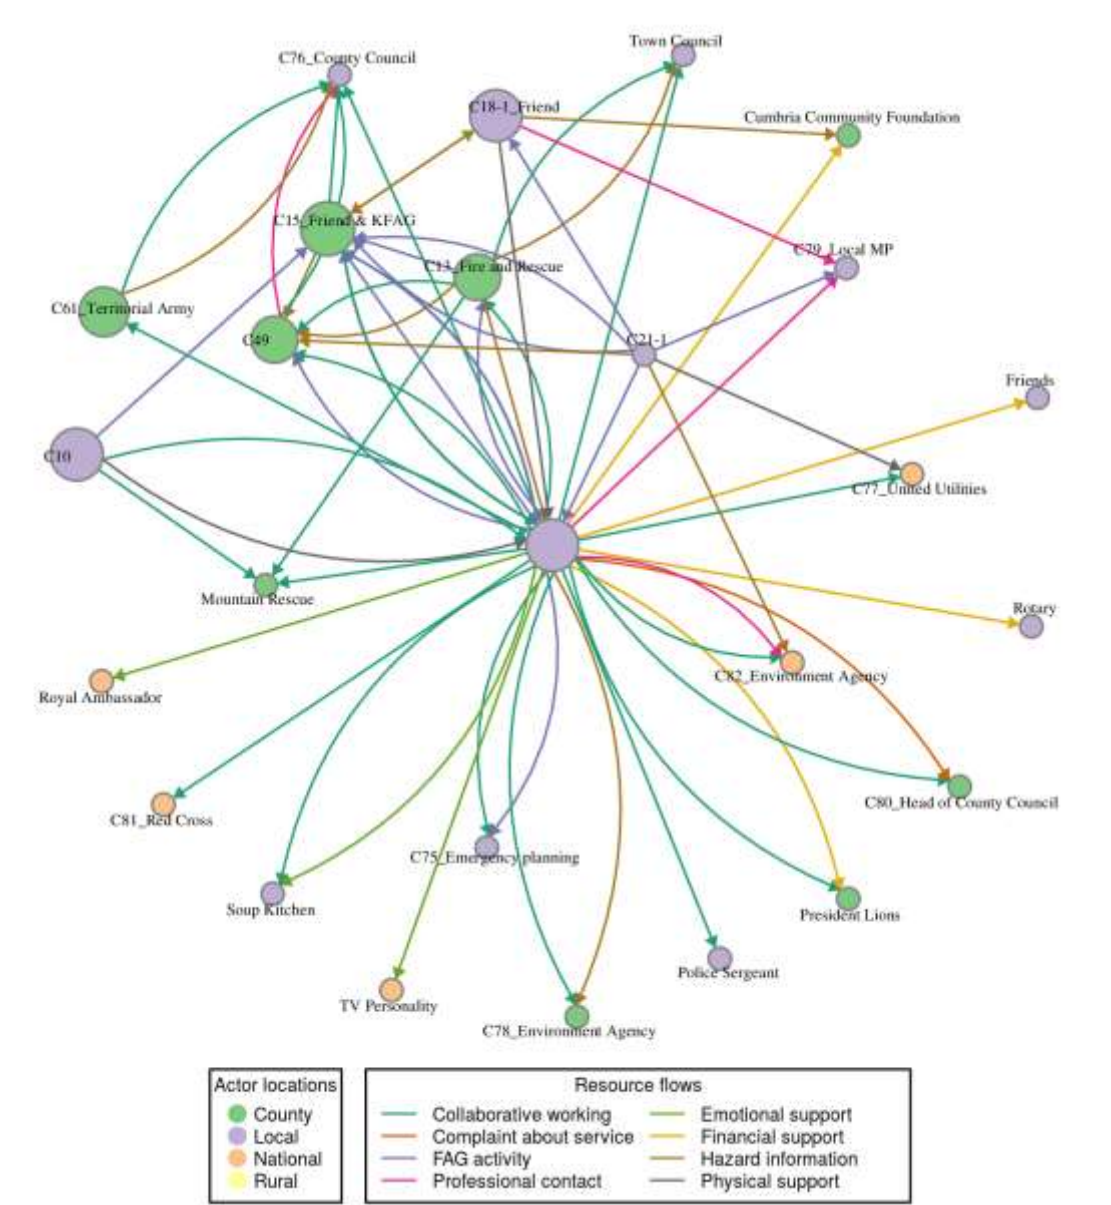 Town Council
C76_County Council
C18-1_Friend
Cumbria Community Foundation
C15_Friend & KFAG
C79_Local MP
C13_Fire and Rescue
C61_Territorial Army
C49
C21-1
Friends
C10
C77_United Utilities
Mountain Rescue
Rotary
C82_Environment Agency
Royal Ambassador
C80_Head of County Council
C81_Red Cross
C75_Emergency planning
Soup Kitchen
President Lions
Police Sergeant
TV Personality
C78_Environment Agency
Actor locations
County
Local
National
Rural
Resource flows
Collaborative working
Complaint about service
FAG activity
Professional contact
Emotional support
Financial support
Hazard information
Physical support